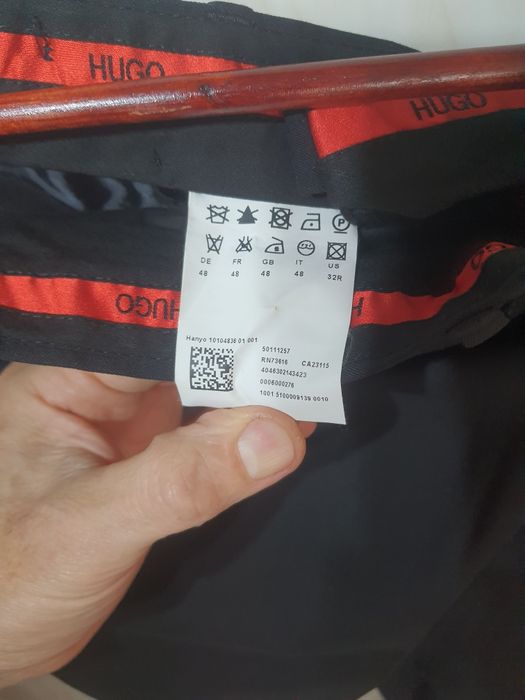 HUGO
HUGO
P
DE FR GB IT US
48 48 48 48 32R
HUGO
Hanyo 10104836 01 001
50111257
RN73616 CA23115
4046302143423
0006000276
1001 5100009139 0010